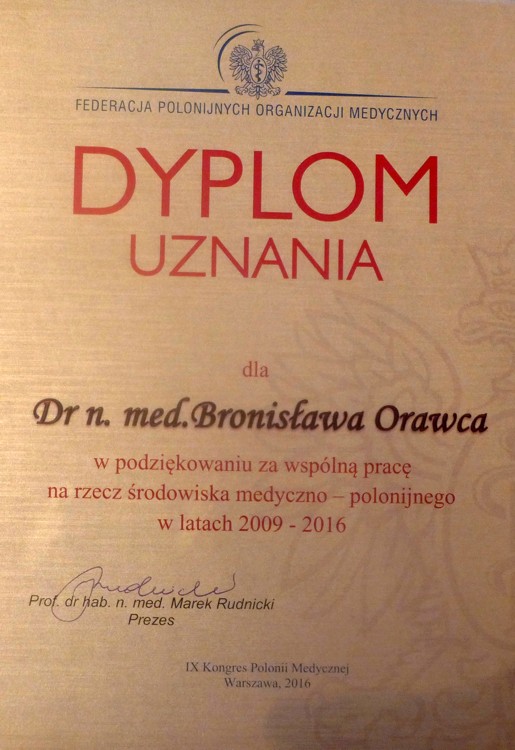 FEDERACJA POLONIJNYCH ORGANIZACJI MEDYCZNYCH
DYPLOM
UZNANIA
dla
Dr n. med.Bronisława Orawca
w podziękowaniu za wspólną pracę
na rzecz środowiska medyczno – polonijnego
w latach 2009 - 2016
Prof. dr hab. n. med. Marek Rudnicki
Prezes
IX Kongres Polonii Medycznej
Warszawa, 2016